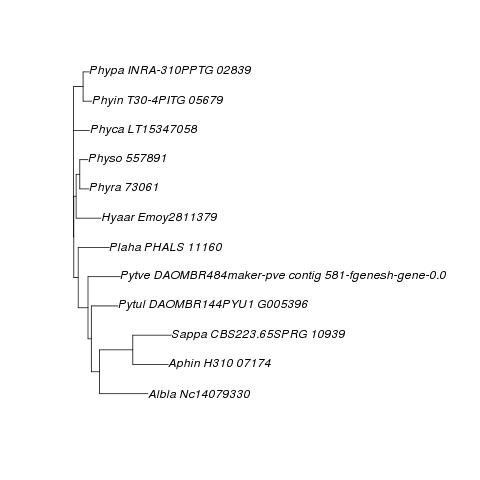 Phypa INRA-310PPTG 02839
Phyin T30-4PITG 05679
Phyca LT15347058
Physo 557891
Phyra 73061
Hyaar Emoy2811379
Plaha PHALS 11160
Pytve DAOMBR484maker-pve contig 581-fgenesh-gene-0.0
Pytul DAOMBR144PYU1 G005396
Sappa CBS223.65SPRG 10939
Aphin H310 07174
Albla Nc14079330